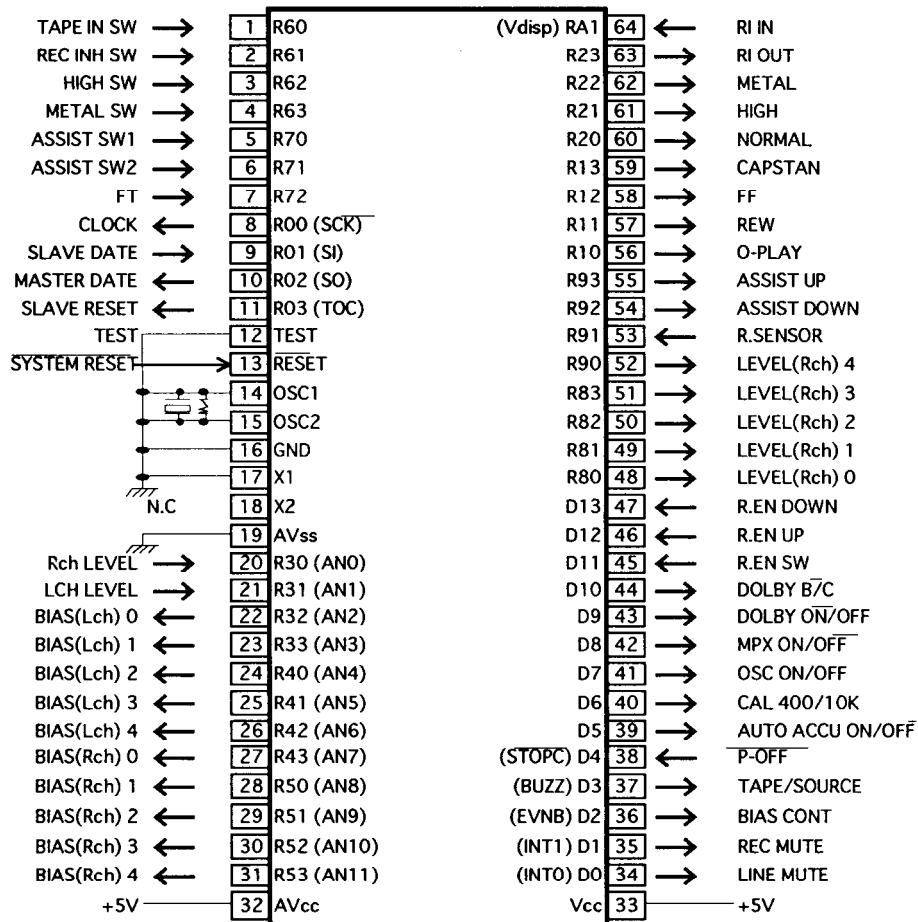 TAPE IN SW 1 R60 (Vdisp) RA1 64 RI IN
REC INH SW 2 R61 R23 63 RI OUT
HIGH SW 3 R62 R22 62 METAL
METAL SW 4 R63 R21 61 HIGH
ASSIST SW1 5 R70 R20 60 NORMAL
ASSIST SW2 6 R71 R13 59 CAPSTAN
FT 7 R72 R12 58 FF
CLOCK 8 R00 (SCK) R11 57 REW
SLAVE DATE 9 R01 (SI) R10 56 O-PLAY
MASTER DATE 10 R02 (SO) R93 55 ASSIST UP
SLAVE RESET 11 R03 (TOC) R92 54 ASSIST DOWN
TEST 12 TEST R91 53 R.SENSOR
SYSTEM RESET 13 RESET R90 52 LEVEL(Rch) 4
14 OSC1 R83 51 LEVEL(Rch) 3
15 OSC2 R82 50 LEVEL(Rch) 2
16 GND R81 49 LEVEL(Rch) 1
17 X1 R80 48 LEVEL(Rch) 0
N.C 18 X2 D13 47 R.EN DOWN
19 AVss D12 46 R.EN UP
Rch LEVEL 20 R30 (AN0) D11 45 R.EN SW
LCH LEVEL 21 R31 (AN1) D10 44 DOLBY B/C
BIAS(Lch) 0 22 R32 (AN2) D9 43 DOLBY ON/OFF
BIAS(Lch) 1 23 R33 (AN3) D8 42 MPX ON/OFF
BIAS(Lch) 2 24 R40 (AN4) D7 41 OSC ON/OFF
BIAS(Lch) 3 25 R41 (AN5) D6 40 CAL 400/10K
BIAS(Lch) 4 26 R42 (AN6) D5 39 AUTO ACCU ON/OFF
BIAS(Rch) 0 27 R43 (AN7) (STOPC) D4 38 P-OFF
BIAS(Rch) 1 28 R50 (AN8) (BUZZ) D3 37 TAPE/SOURCE
BIAS(Rch) 2 29 R51 (AN9) (EVNB) D2 36 BIAS CONT
BIAS(Rch) 3 30 R52 (AN10) (INT1) D1 35 REC MUTE
BIAS(Rch) 4 31 R53 (AN11) (INT0) D0 34 LINE MUTE
+5V 32 AVcc Vcc 33 +5V